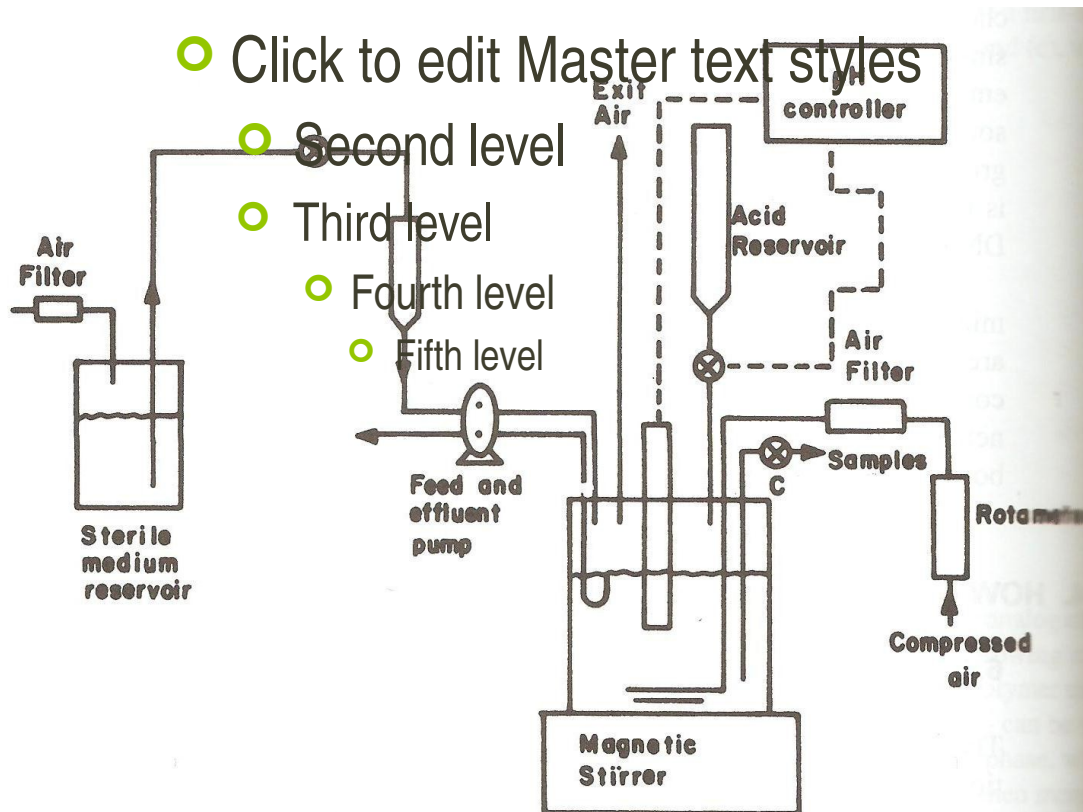 Click to edit Master text styles
Second level
Third level
Fourth level
Fifth level
Exit
Air
pH
controller
Acid
Reservoir
Air
Filter
Air
Filter
Samples
C
Feed and
effluent
pump
Sterile
medium
reservoir
Compressed
air
Magnetic
Stirrer
HOW